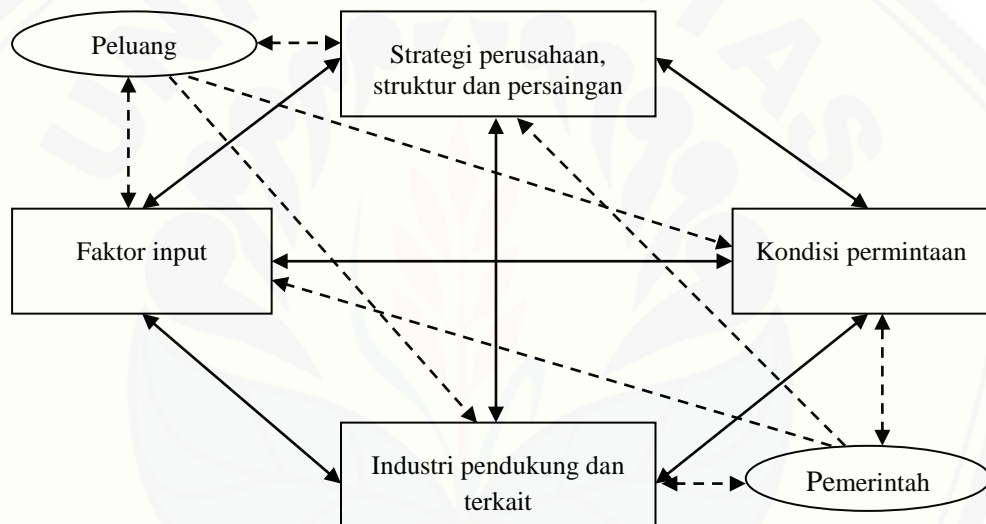 Peluang
Strategi perusahaan,
struktur dan persaingan
Faktor input
Kondisi permintaan
Industri pendukung dan
terkait
Pemerintah